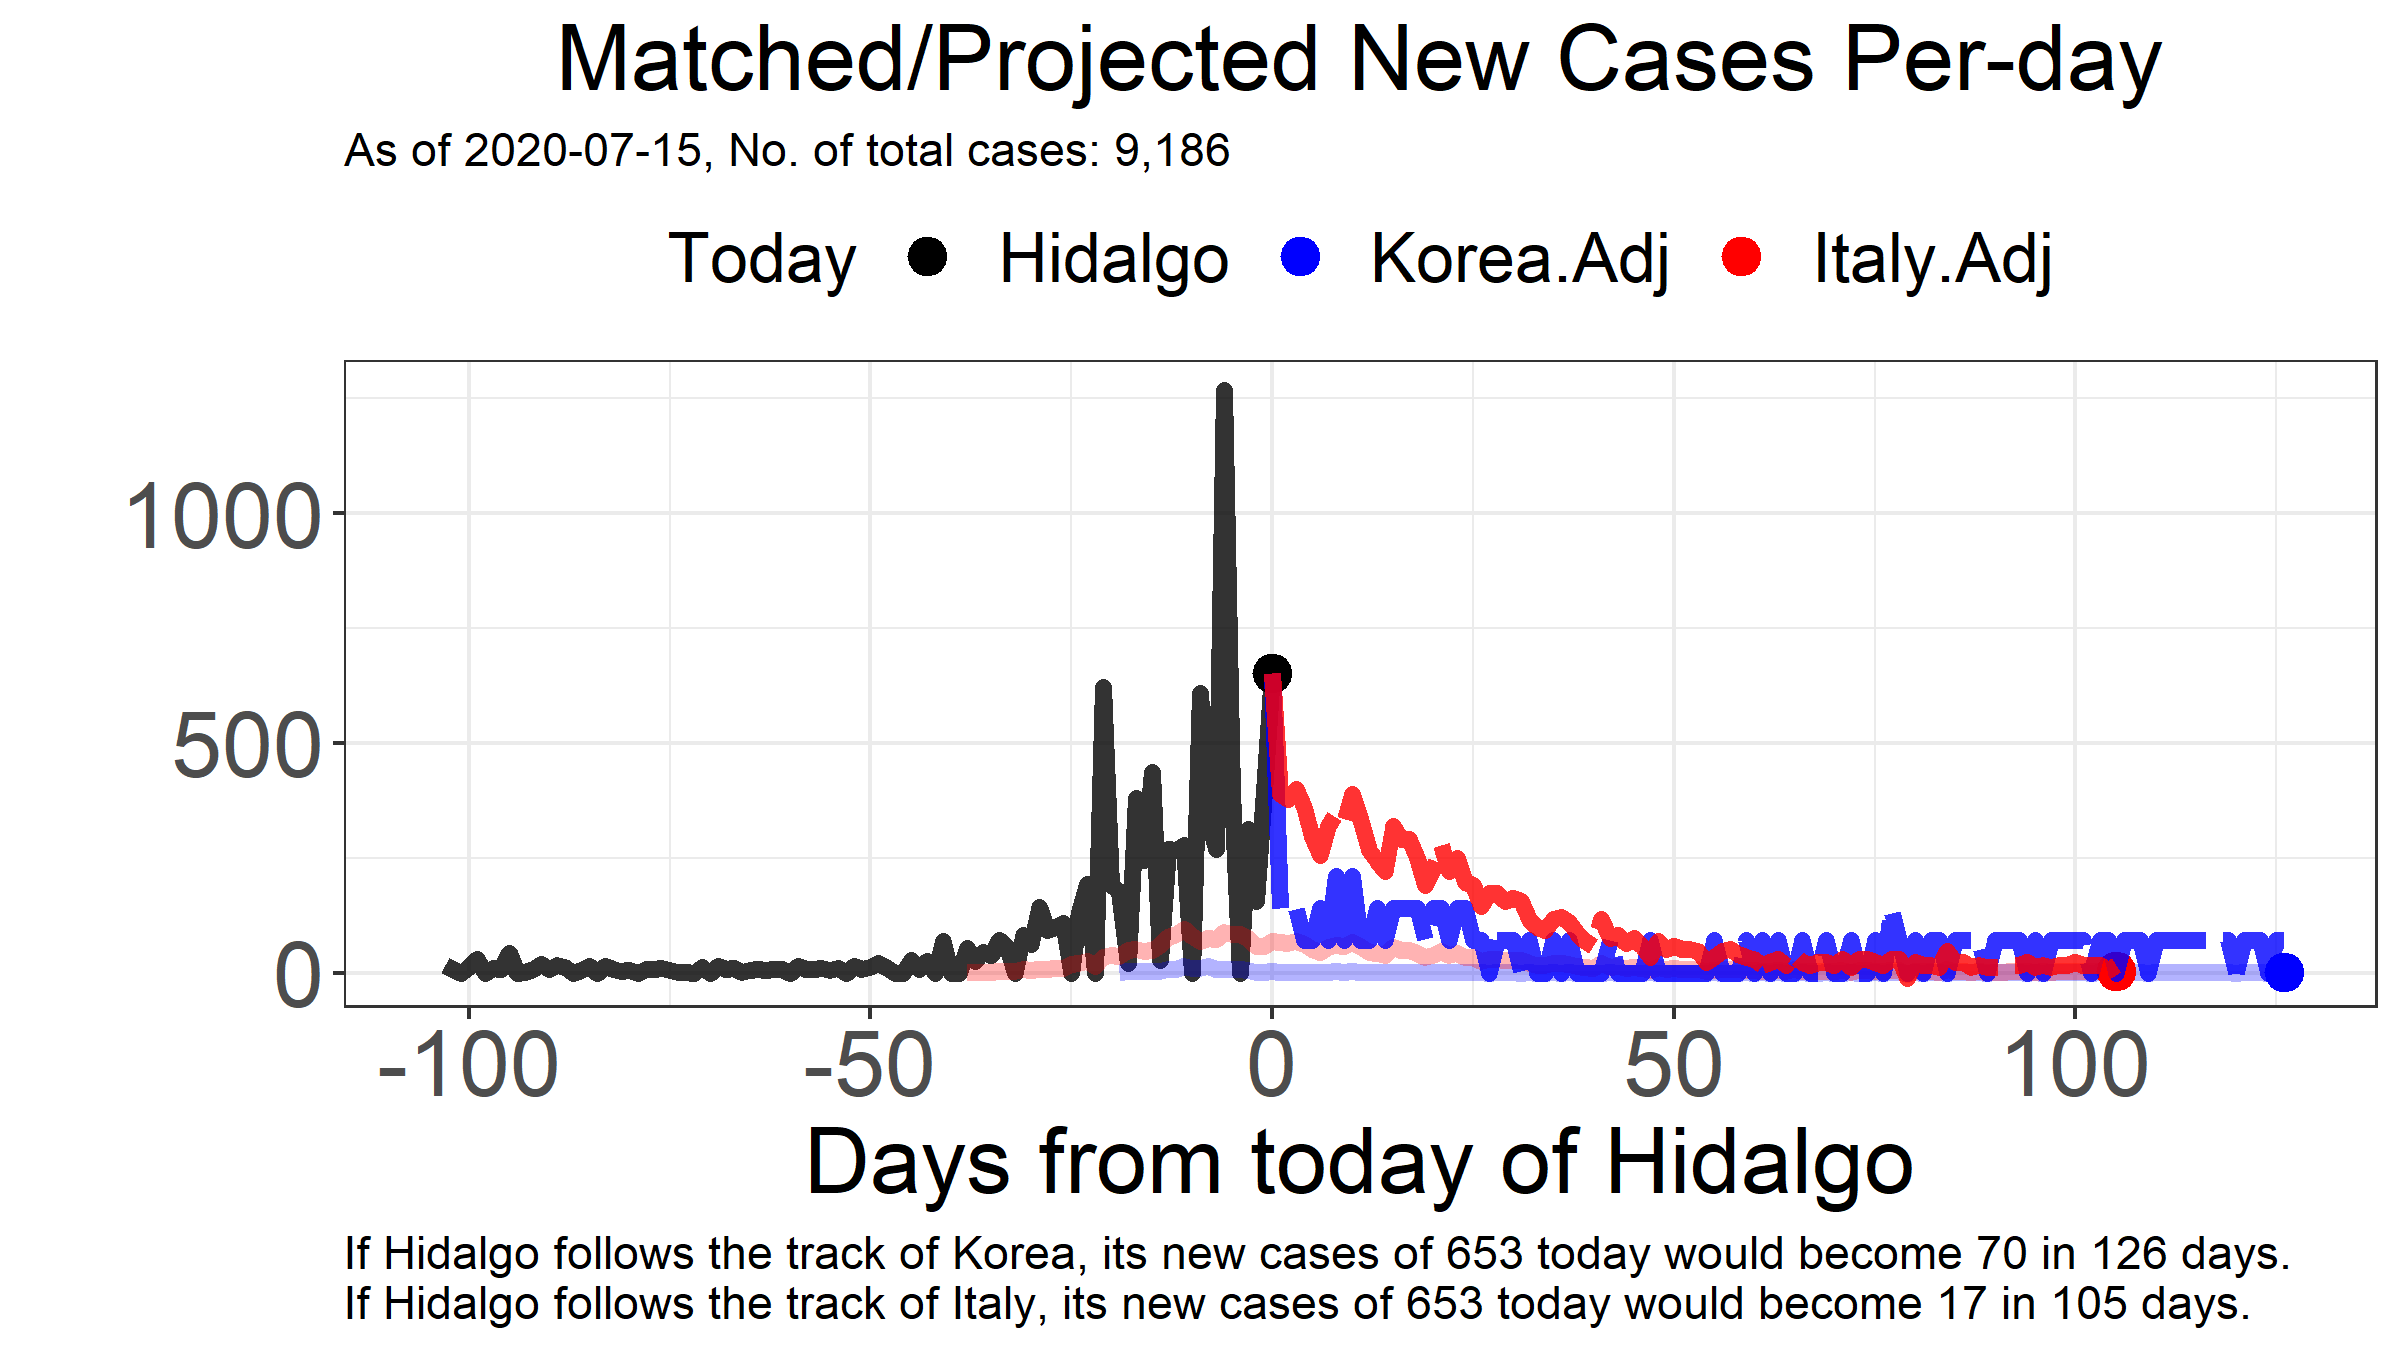 Matched/Projected New Cases Per-day
As of 2020-07-15, No. of total cases: 9,186
Today Hidalgo Korea.Adj Italy.Adj
1000
500
0
-100 -50 0 50 100
Days from today of Hidalgo
If Hidalgo follows the track of Korea, its new cases of 653 today would become 70 in 126 days.
If Hidalgo follows the track of Italy, its new cases of 653 today would become 17 in 105 days.